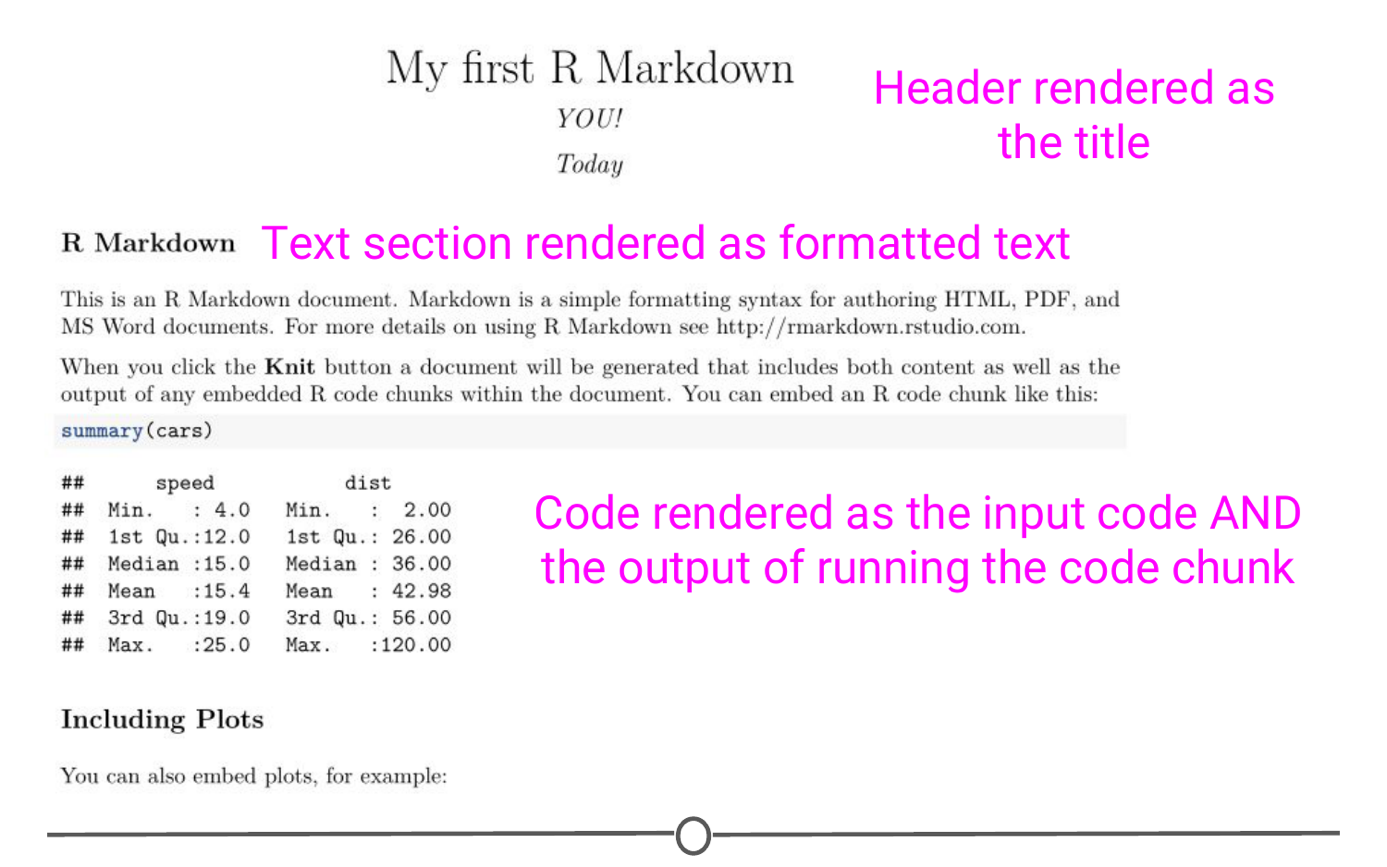 My first R Markdown
YOU!
Today
Header rendered as
the title
R Markdown
Text section rendered as formatted text
This is an R Markdown document. Markdown is a simple formatting syntax for authoring HTML, PDF, and
MS Word documents. For more details on using R Markdown see http://rmarkdown.rstudio.com.
When you click the Knit button a document will be generated that includes both content as well as the
output of any embedded R code chunks within the document. You can embed an R code chunk like this:
summary(cars)
##      speed           dist
##  Min.   : 4.0   Min.   :  2.00
##  1st Qu.:12.0   1st Qu.: 26.00
##  Median :15.0   Median : 36.00
##  Mean   :15.4   Mean   : 42.98
##  3rd Qu.:19.0   3rd Qu.: 56.00
##  Max.   :25.0   Max.   :120.00
Code rendered as the input code AND
the output of running the code chunk
Including Plots
You can also embed plots, for example: